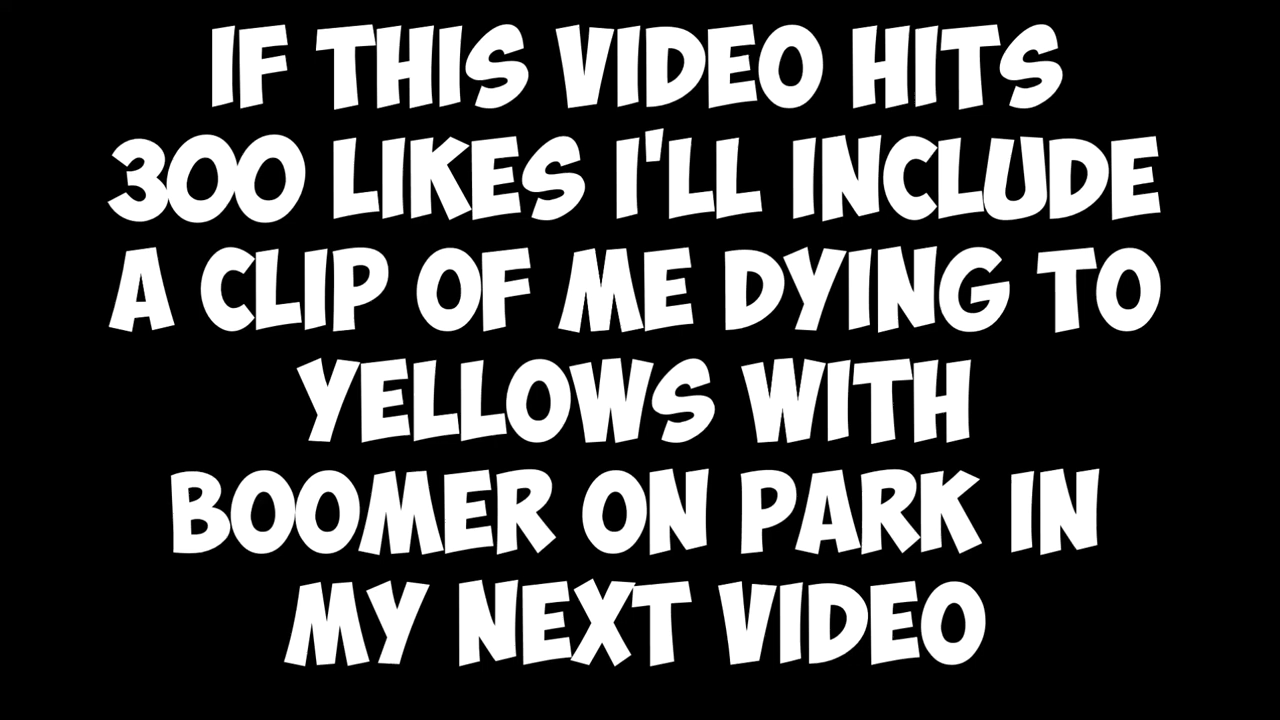 IF THIS VIDEO HITS
300 LIKES I'LL INCLUDE
A CLIP OF ME DYING TO
YELLOWS WITH
BOOMER ON PARK IN
MY NEXT VIDEO